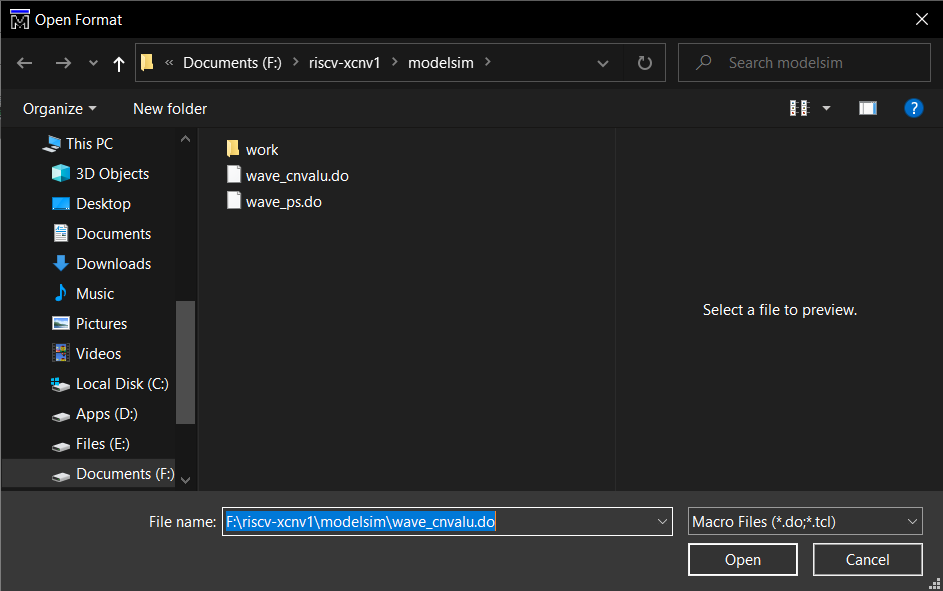 Open Format
« Documents (F:) > riscv-xcnv1 > modelsim >
Search modelsim
Organize
New folder
?
This PC
3D Objects
Desktop
Documents
Downloads
Music
Pictures
Videos
Local Disk (C:)
Apps (D:)
Files (E:)
Documents (F:)
work
wave_cnvalu.do
wave_ps.do
Select a file to preview.
File name:
F:\riscv-xcnv1\modelsim\wave_cnvalu.do
Macro Files (*.do;*.tcl)
Open
Cancel